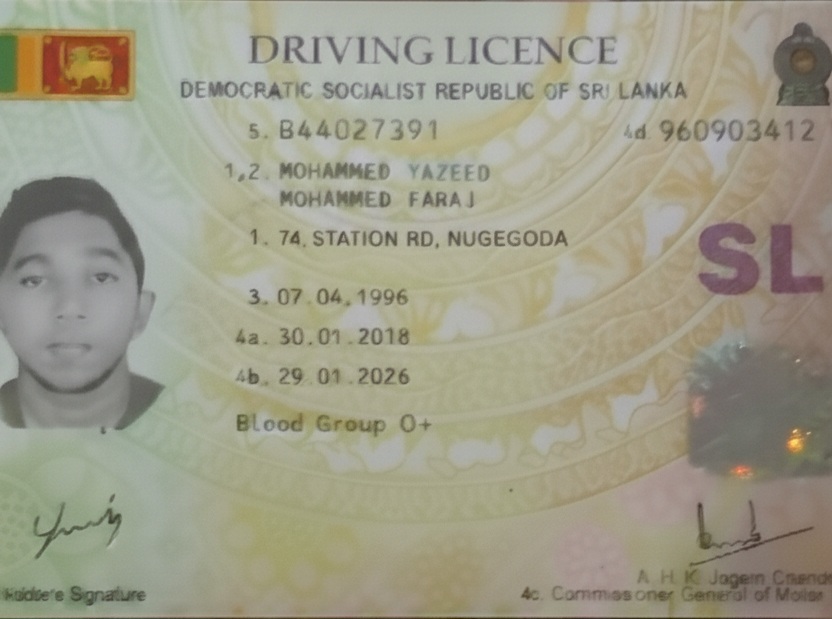 DRIVING LICENCE
DEMOCRATIC SOCIALIST REPUBLIC OF SRI LANKA
5. B44027391 4d 960903412
1,2. MOHAMMED YAZEED
MOHAMMED FARAJ
1. 74, STATION RD, NUGEGODA
SL
3. 07.04.1996
4a. 30.01.2018
4b. 29.01.2026
Blood Group O+
A. H. K.
Signature 4c. Commissioner General of